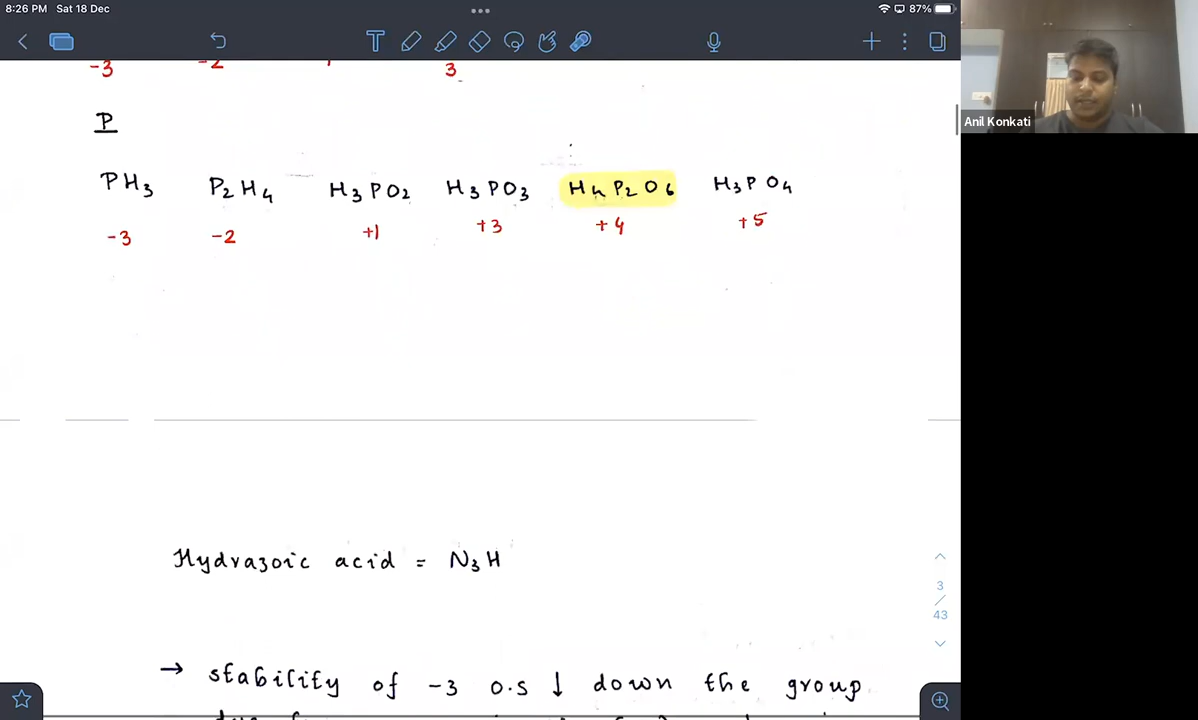 8:26 PM Sat 18 Dec
87%
-3 -2 3
Anil Konkati
P
PH3 P2H4 H3PO2 H3PO3 H4P2O6 H3PO4
-3 -2 +1 +3 +4 +5
Hydrazoic acid = N3H
3
/
43
→ stability of -3 o.s ↓ down the group